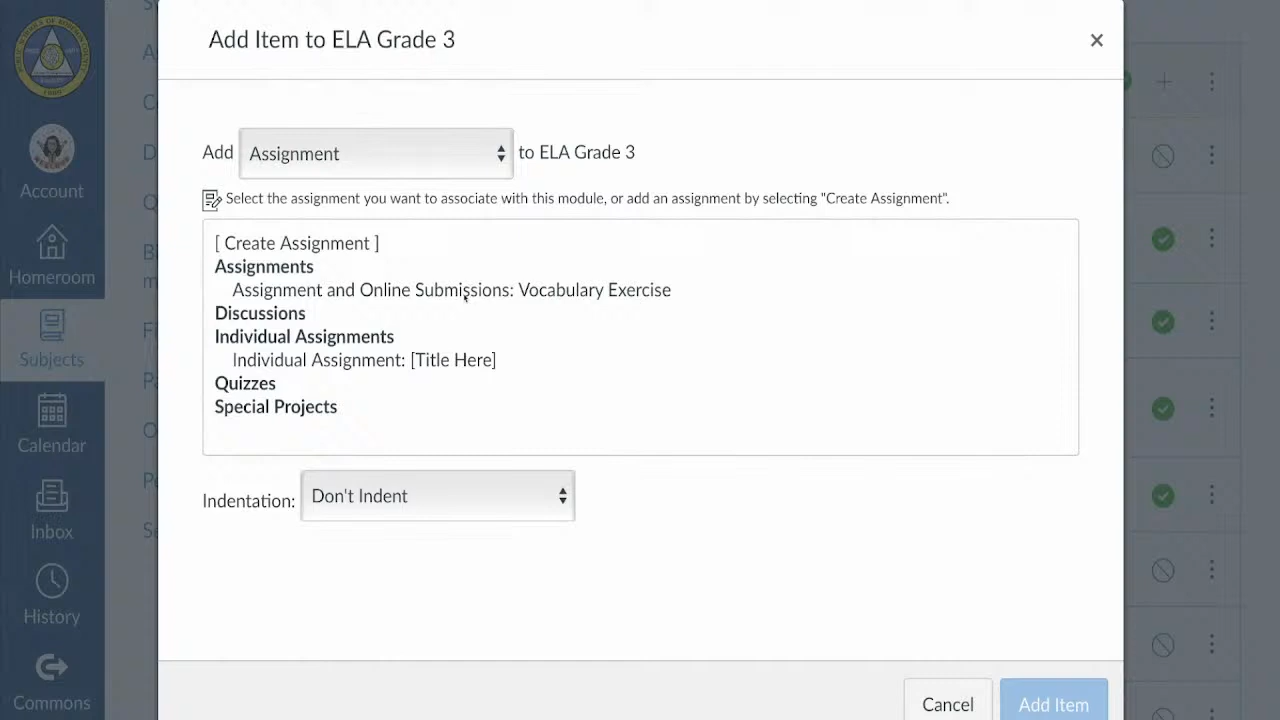 Add Item to ELA Grade 3
Add Assignment to ELA Grade 3
Select the assignment you want to associate with this module, or add an assignment by selecting "Create Assignment".
[ Create Assignment ]
Assignments
Assignment and Online Submissions: Vocabulary Exercise
Discussions
Individual Assignments
Individual Assignment: [Title Here]
Quizzes
Special Projects
Indentation: Don't Indent
Cancel
Add Item
Account
Homeroom
Subjects
Calendar
Inbox
History
Commons